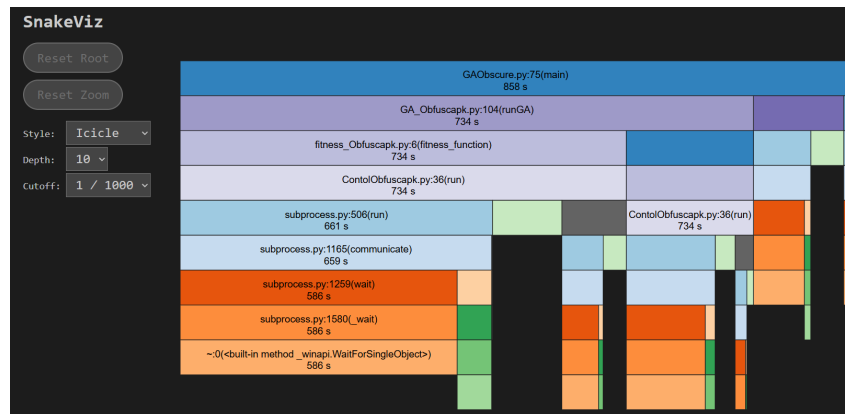 SnakeViz
Reset Root
Reset Zoom
Style: Icicle
Depth: 10
Cutoff: 1 / 1000
GAObscure.py:75(main)
858 s
GA_Obfuscapk.py:104(runGA)
734 s
fitness_Obfuscapk.py:6(fitness_function)
734 s
ContolObfuscapk.py:36(run)
734 s
subprocess.py:506(run)
661 s
ContolObfuscapk.py:36(run)
734 s
subprocess.py:1165(communicate)
659 s
subprocess.py:1259(wait)
586 s
subprocess.py:1580(_wait)
586 s
~:0(<built-in method _winapi.WaitForSingleObject>)
586 s